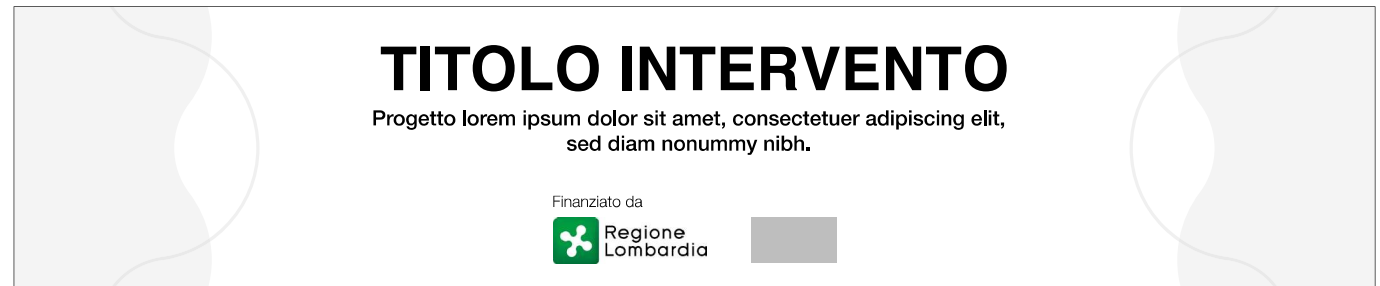 TITOLO INTERVENTO
Progetto lorem ipsum dolor sit amet, consectetuer adipiscing elit,
sed diam nonummy nibh.
Finanziato da
Regione
Lombardia